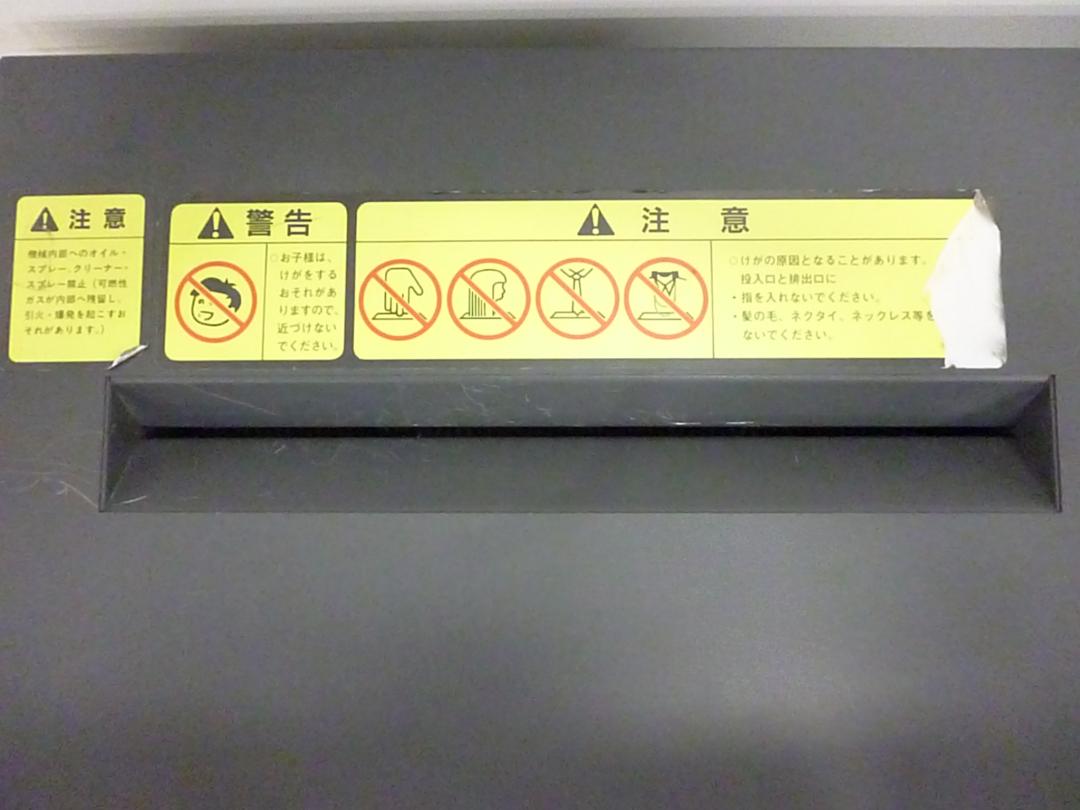 注意
機械内部へのオイル・
スプレー.クリーナー・
スプレー禁止（可燃性
ガスが内部へ残留し、
引火・爆発を起こすお
それがあります。）
警告
○お子様は、
けがをする
おそれがあ
りますので、
近づけない
でください。
注意
○けがの原因となることがあります。
投入口と排出口に
・指を入れないでください。
・髪の毛、ネクタイ、ネックレス等を
ないでください。